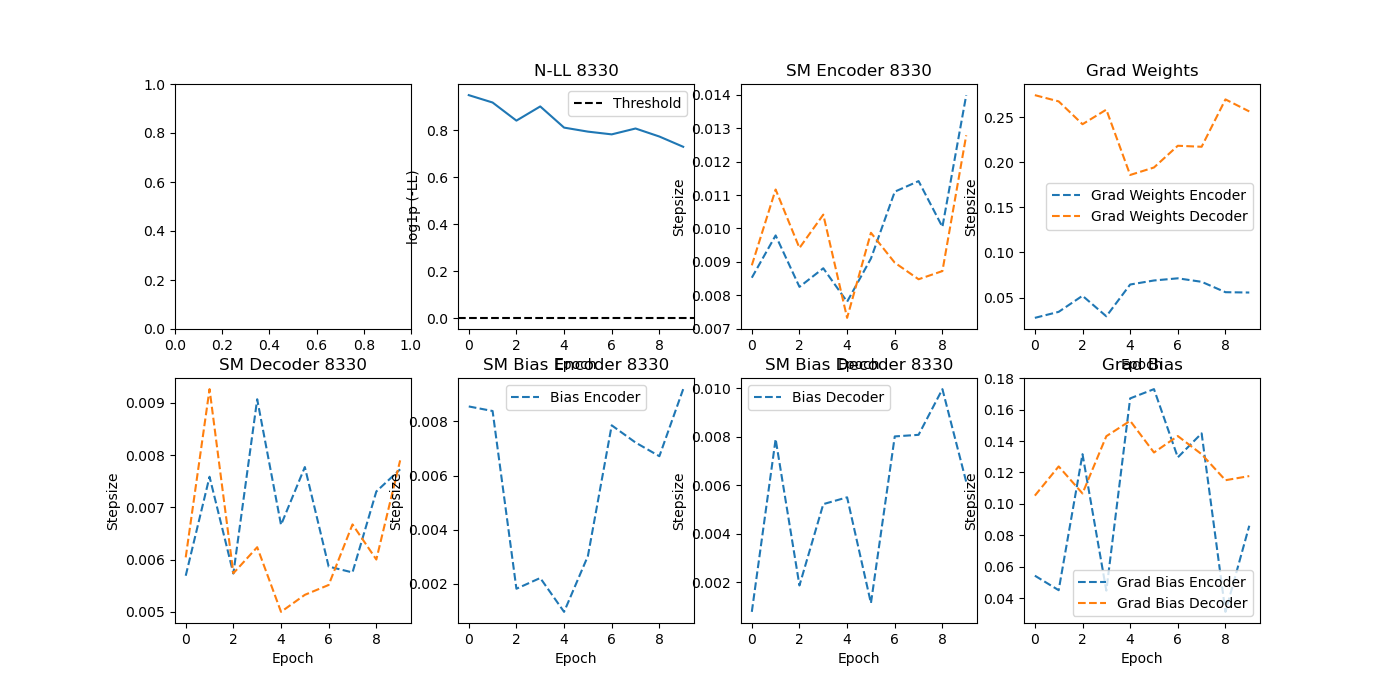 N-LL 8330
SM Encoder 8330
Grad Weights
1.0
0.8
0.6
0.4
0.2
0.0
0.0 0.2 0.4 0.6 0.8 1.0
log1p (-LL)
0.8
0.6
0.4
0.2
0.0
Threshold
0 2 4 6 8
Epoch
Stepsize
0.014
0.013
0.012
0.011
0.010
0.009
0.008
0.007
0 2 4 6 8
Epoch
Stepsize
0.25
0.20
0.15
0.05
Grad Weights Encoder
Grad Weights Decoder
0 2 4 6 8
Epoch
SM Decoder 8330
SM Bias Encoder 8330
SM Bias Decoder 8330
Grad Bias
Stepsize
0.009
0.008
0.007
0.006
0.005
0 2 4 6 8
Epoch
Stepsize
0.008
0.006
0.004
0.002
Bias Encoder
0 2 4 6 8
Epoch
Stepsize
0.010
0.008
0.006
0.004
0.002
Bias Decoder
0 2 4 6 8
Epoch
Stepsize
0.18
0.16
0.14
0.12
0.10
0.08
0.06
0.04
Grad Bias Encoder
Grad Bias Decoder
0 2 4 6 8
Epoch